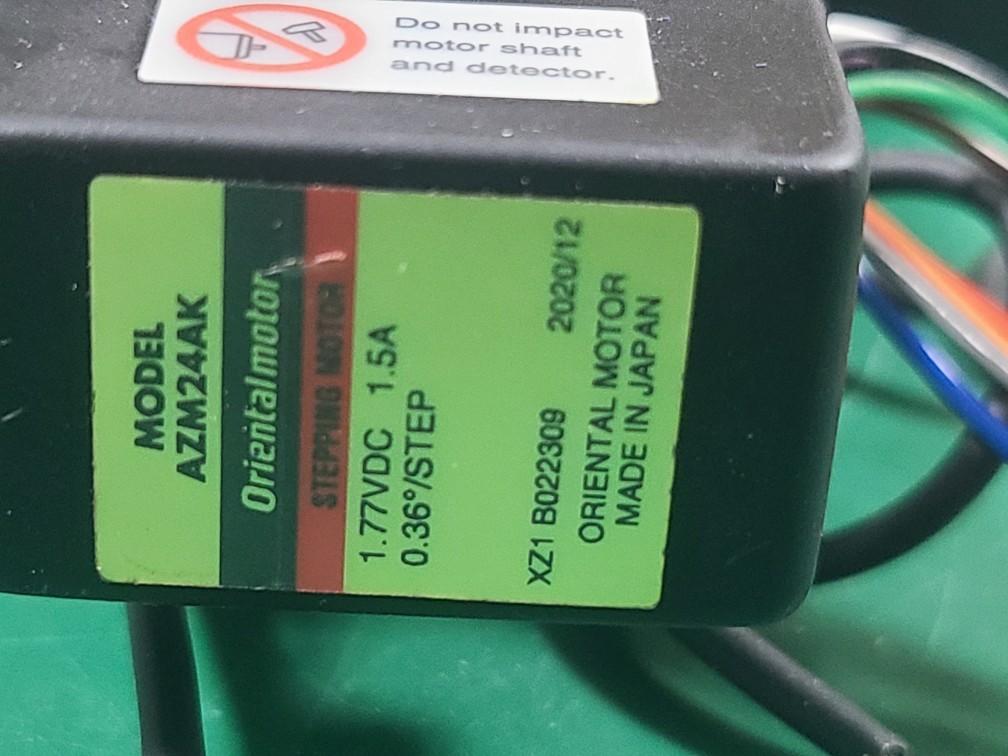 Do not impact
motor shaft
and detector.
MODEL
AZM24AK
Orientalmotor
STEPPING MOTOR
1.77VDC 1.5A
0.36°/STEP
XZ1 B022309 2020/12
ORIENTAL MOTOR
MADE IN JAPAN